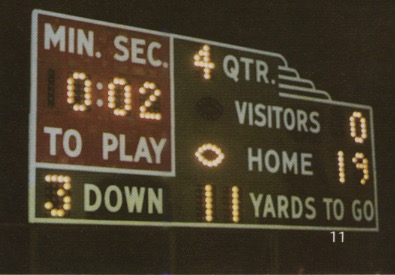 MIN. SEC.
0:02
TO PLAY
4 QTR.
VISITORS 0
HOME 19
3 DOWN
11 YARDS TO GO
11